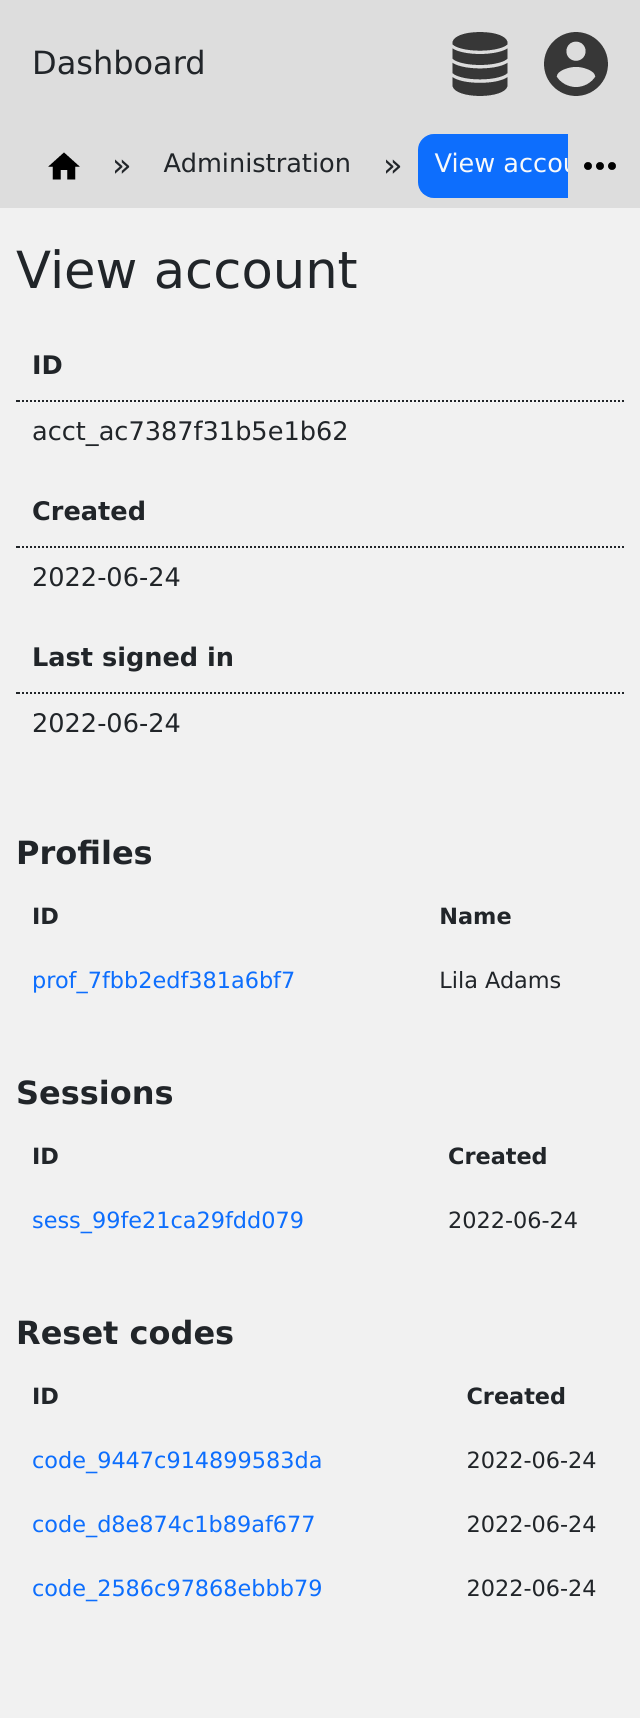 Dashboard
» Administration » View accou
View account
ID
acct_ac7387f31b5e1b62
Created
2022-06-24
Last signed in
2022-06-24
Profiles
ID Name
prof_7fbb2edf381a6bf7 Lila Adams
Sessions
ID Created
sess_99fe21ca29fdd079 2022-06-24
Reset codes
ID Created
code_9447c914899583da 2022-06-24
code_d8e874c1b89af677 2022-06-24
code_2586c97868ebbb79 2022-06-24